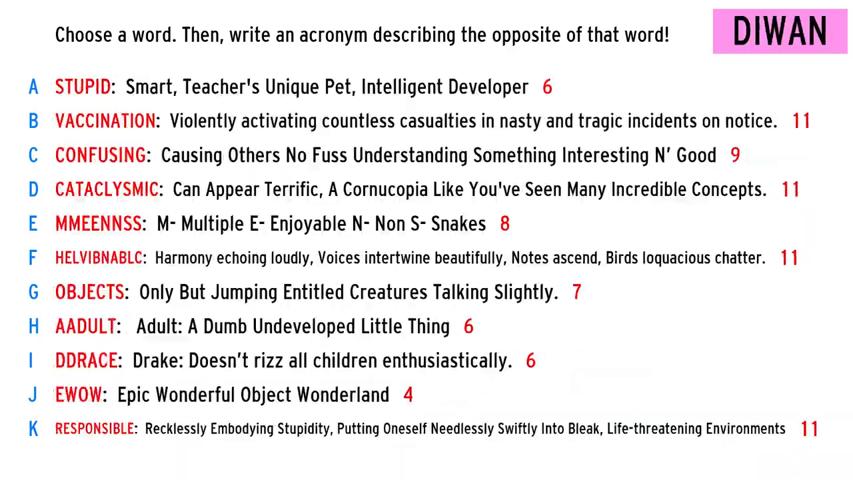 Choose a word. Then, write an acronym describing the opposite of that word!
DIWAN
A STUPID: Smart, Teacher's Unique Pet, Intelligent Developer 6
B VACCINATION: Violently activating countless casualties in nasty and tragic incidents on notice. 11
C CONFUSING: Causing Others No Fuss Understanding Something Interesting N' Good 9
D CATACLYSMIC: Can Appear Terrific, A Cornucopia Like You've Seen Many Incredible Concepts. 11
E MMEENNSS: M- Multiple E- Enjoyable N- Non S- Snakes 8
F HELVIBNABLC: Harmony echoing loudly, Voices intertwine beautifully, Notes ascend, Birds loquacious chatter. 11
G OBJECTS: Only But Jumping Entitled Creatures Talking Slightly. 7
H AADULT: Adult: A Dumb Undeveloped Little Thing 6
I DDRACE: Drake: Doesn't rizz all children enthusiastically. 6
J EWOW: Epic Wonderful Object Wonderland 4
K RESPONSIBLE: Recklessly Embodying Stupidity, Putting Oneself Needlessly Swiftly Into Bleak, Life-threatening Environments 11